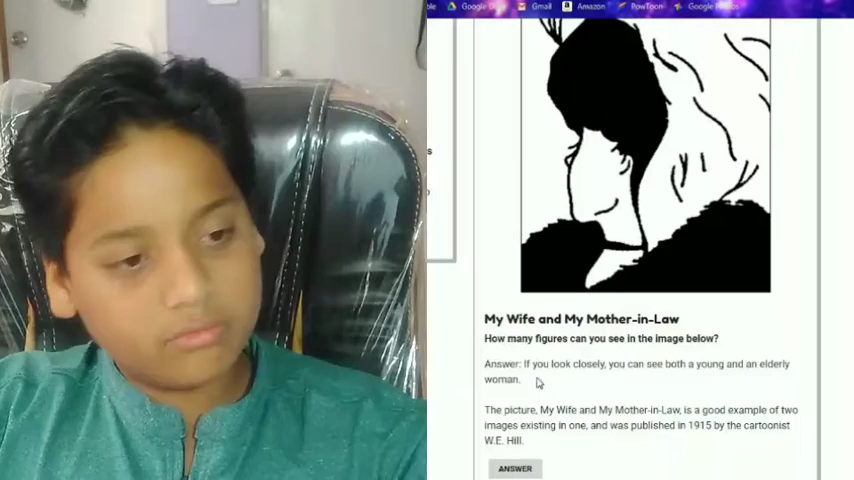 Google Gmail Amazon PowToon Google Photos
My Wife and My Mother-in-Law
How many figures can you see in the image below?
Answer: If you look closely, you can see both a young and an elderly
woman.
The picture, My Wife and My Mother-in-Law, is a good example of two
images existing in one, and was published in 1915 by the cartoonist
W.E. Hill.
ANSWER